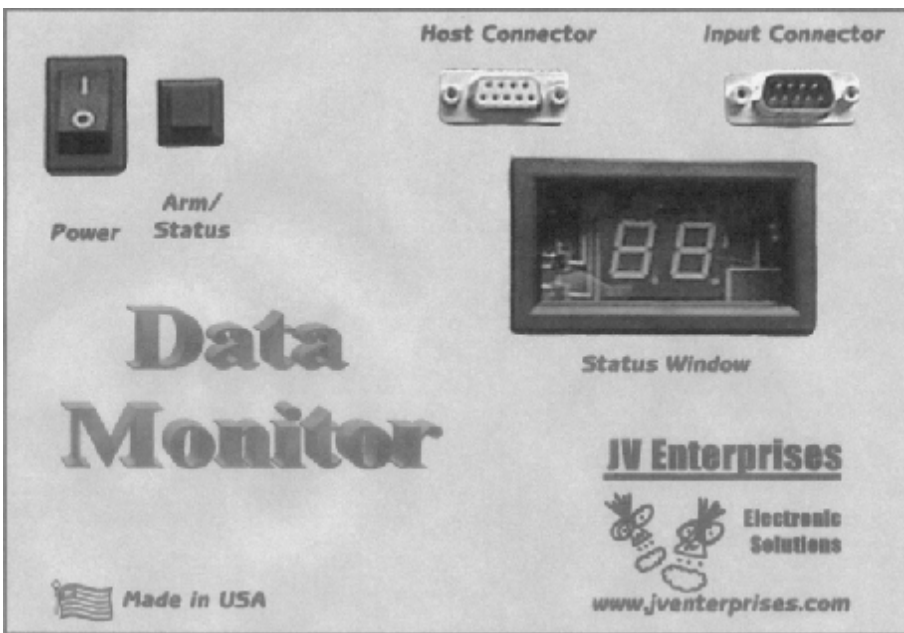 Host Connector
Input Connector
Power
Arm/
Status
88
Status Window
Data
Monitor
JV Enterprises
Electronic
Solutions
Made in USA
www.jventerprises.com